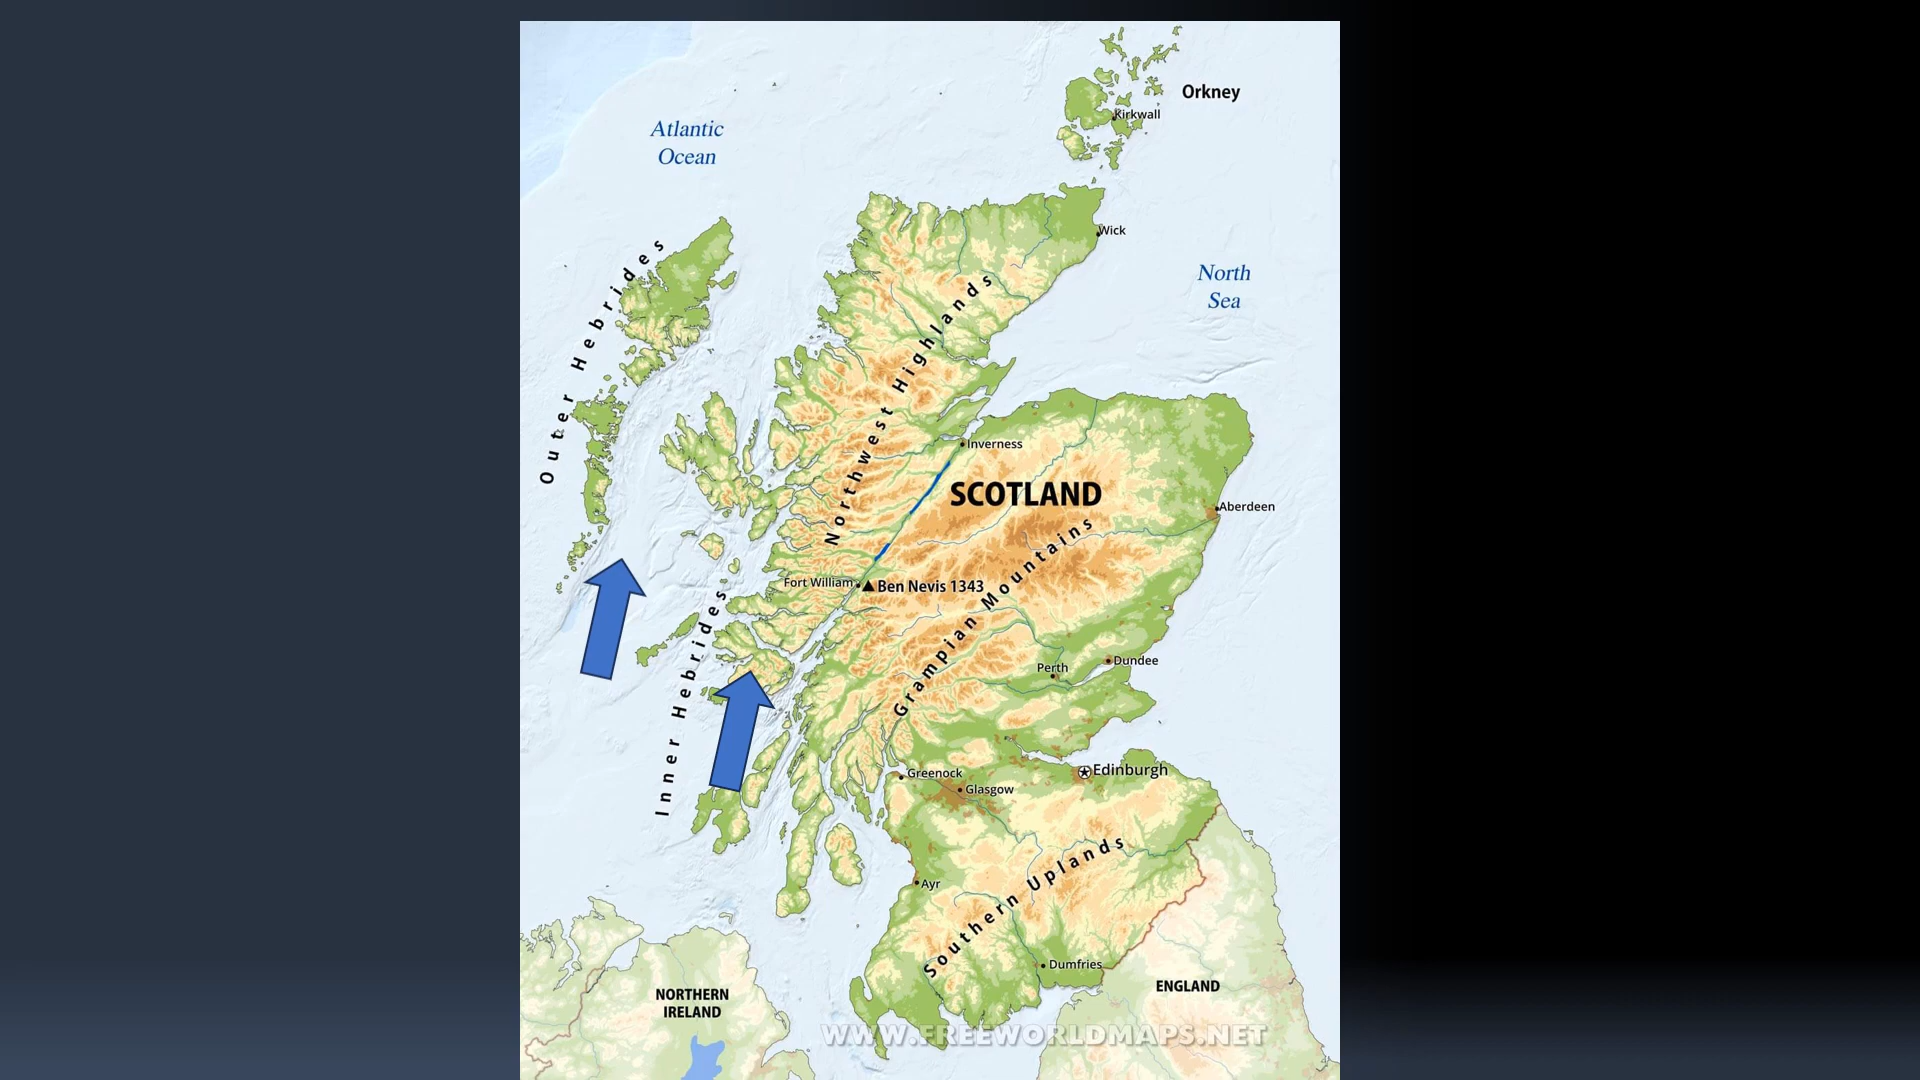 Orkney
Kirkwall
Atlantic
Ocean
Wick
Outer Hebrides
North
Sea
Northwest Highlands
Inverness
SCOTLAND
Aberdeen
Fort William
Ben Nevis 1343
Grampian Mountains
Inner Hebrides
Perth
Dundee
Greenock
Edinburgh
Glasgow
Ayr
Southern Uplands
Dumfries
NORTHERN
IRELAND
ENGLAND
WWW.FREEWORLDMAPS.NET